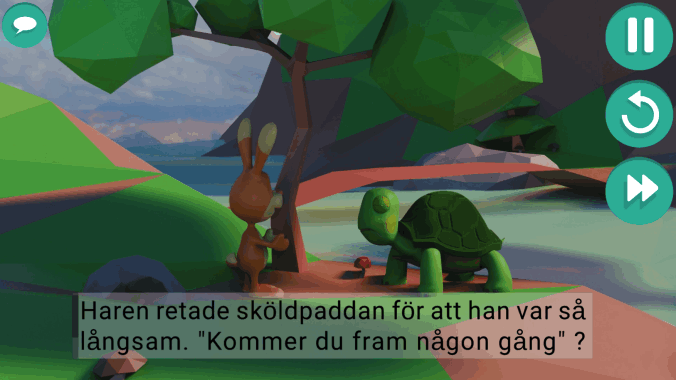 Haren retade sköldpaddan för att han var så
långsam. "Kommer du fram någon gång" ?